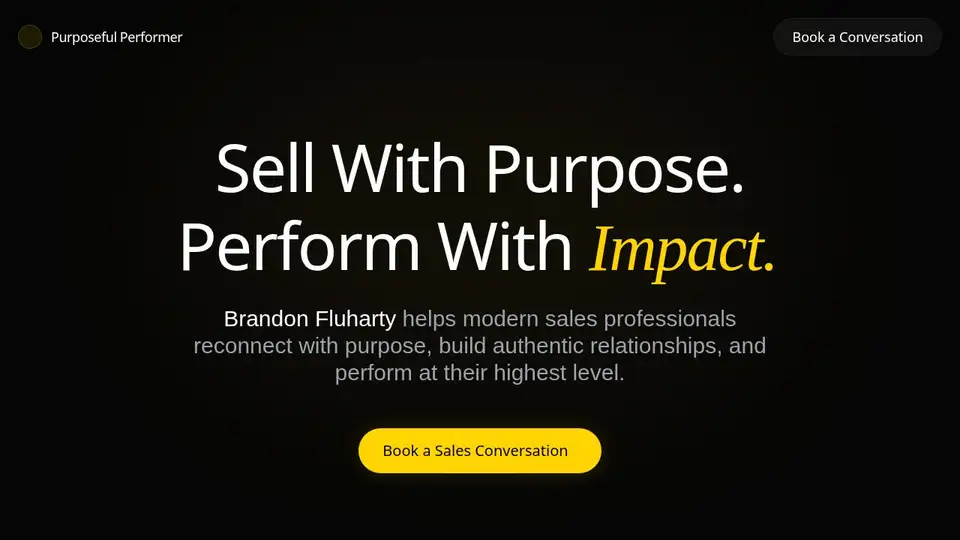 Purposeful Performer
Book a Conversation
Sell With Purpose.
Perform With Impact.
Brandon Fluharty helps modern sales professionals
reconnect with purpose, build authentic relationships, and
perform at their highest level.
Book a Sales Conversation